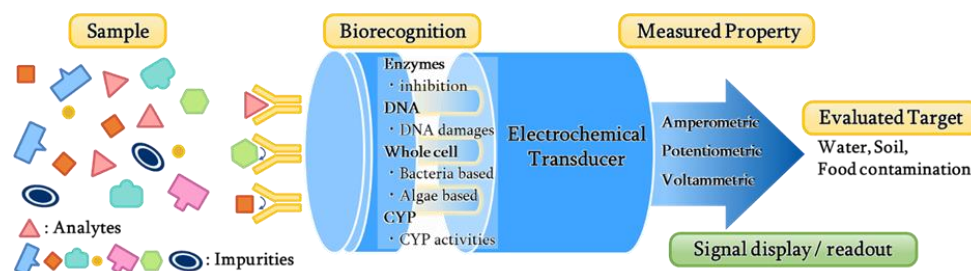 Sample
Biorecognition
Measured Property
Enzymes
・inhibition
DNA
・DNA damages
Whole cell
・Bacteria based
・Algae based
CYP
・CYP activities
Electrochemical
Transducer
Amperometric
Potentiometric
Voltammetric
Evaluated Target
Water, Soil,
Food contamination
: Analytes
: Impurities
Signal display / readout